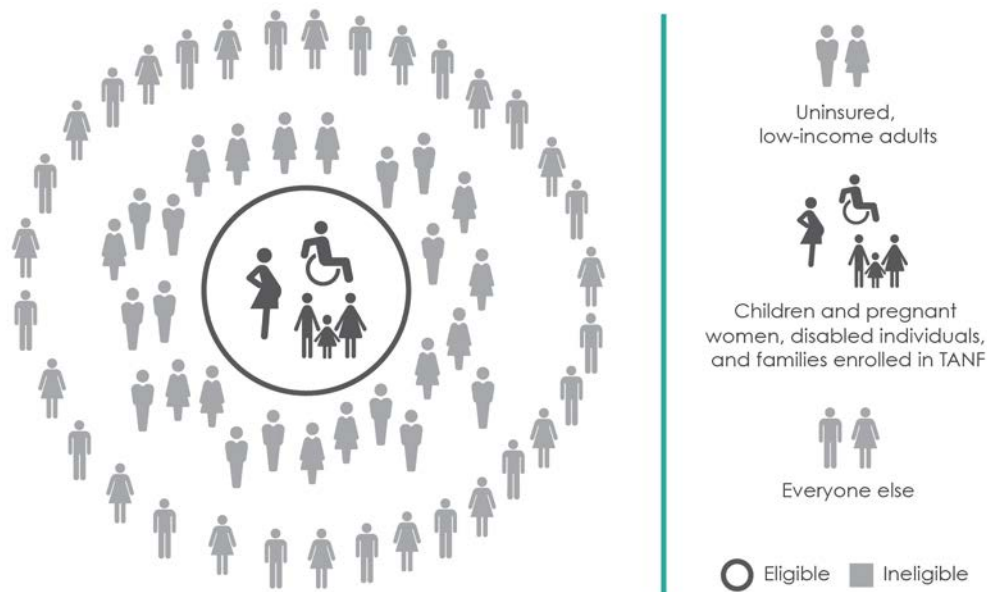 Uninsured,
low-income adults
Children and pregnant
women, disabled individuals,
and families enrolled in TANF
Everyone else
Eligible
Ineligible